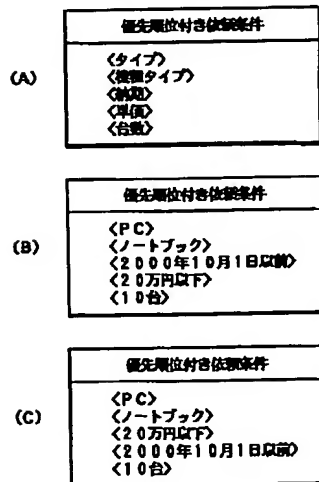 優先順位付き依頼条件
(A)
<タイプ>
<機種タイプ>
<納期>
<単価>
<台数>
優先順位付き依頼条件
(B)
<PC>
<ノートブック>
<2000年10月1日以前>
<20万円以下>
<10台>
優先順位付き依頼条件
(C)
<PC>
<ノートブック>
<20万円以下>
<2000年10月1日以前>
<10台>